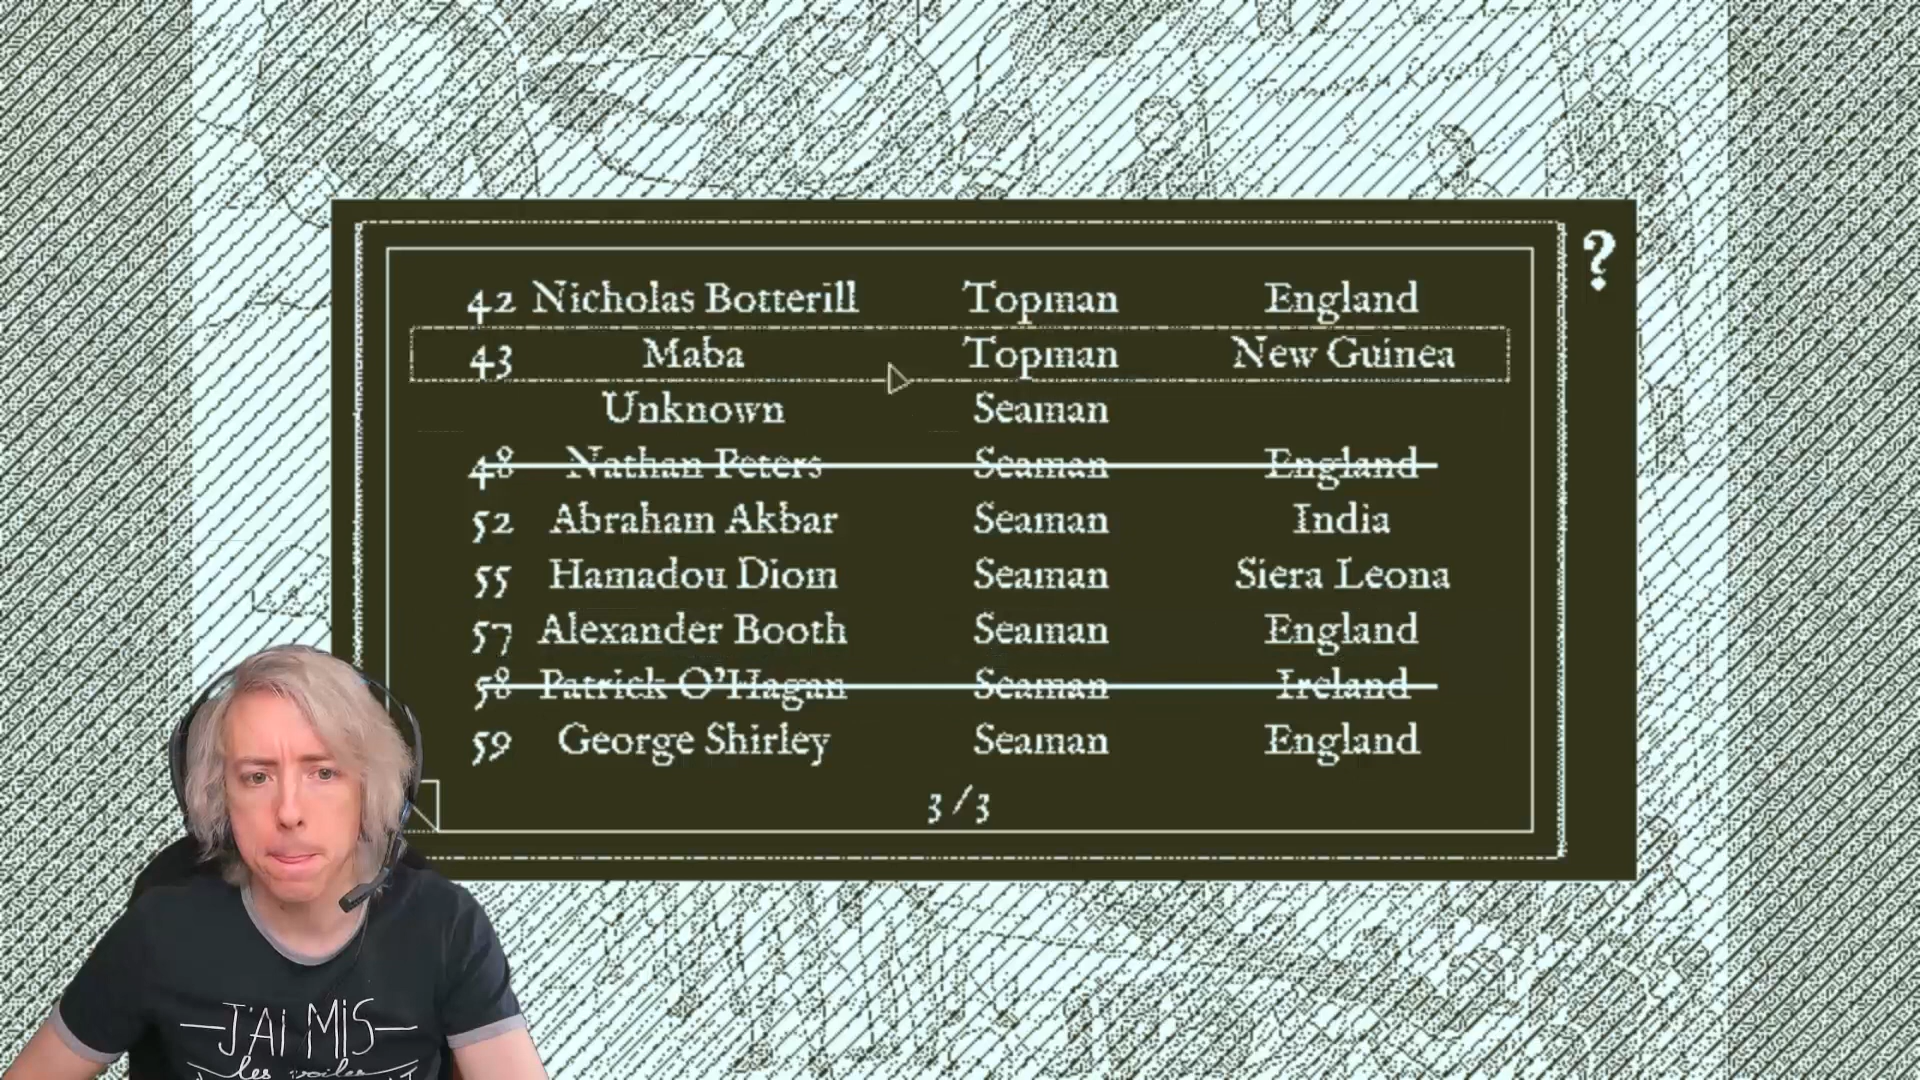 ?
42 Nicholas Botterill Topman England
43 Maba Topman New Guinea
Unknown Seaman
48 Nathan Peters Seaman England
52 Abraham Akbar Seaman India
55 Hamadou Diom Seaman Siera Leona
57 Alexander Booth Seaman England
58 Patrick O'Hagan Seaman Ireland
59 George Shirley Seaman England
3/3
J'AI MIS
les voiles